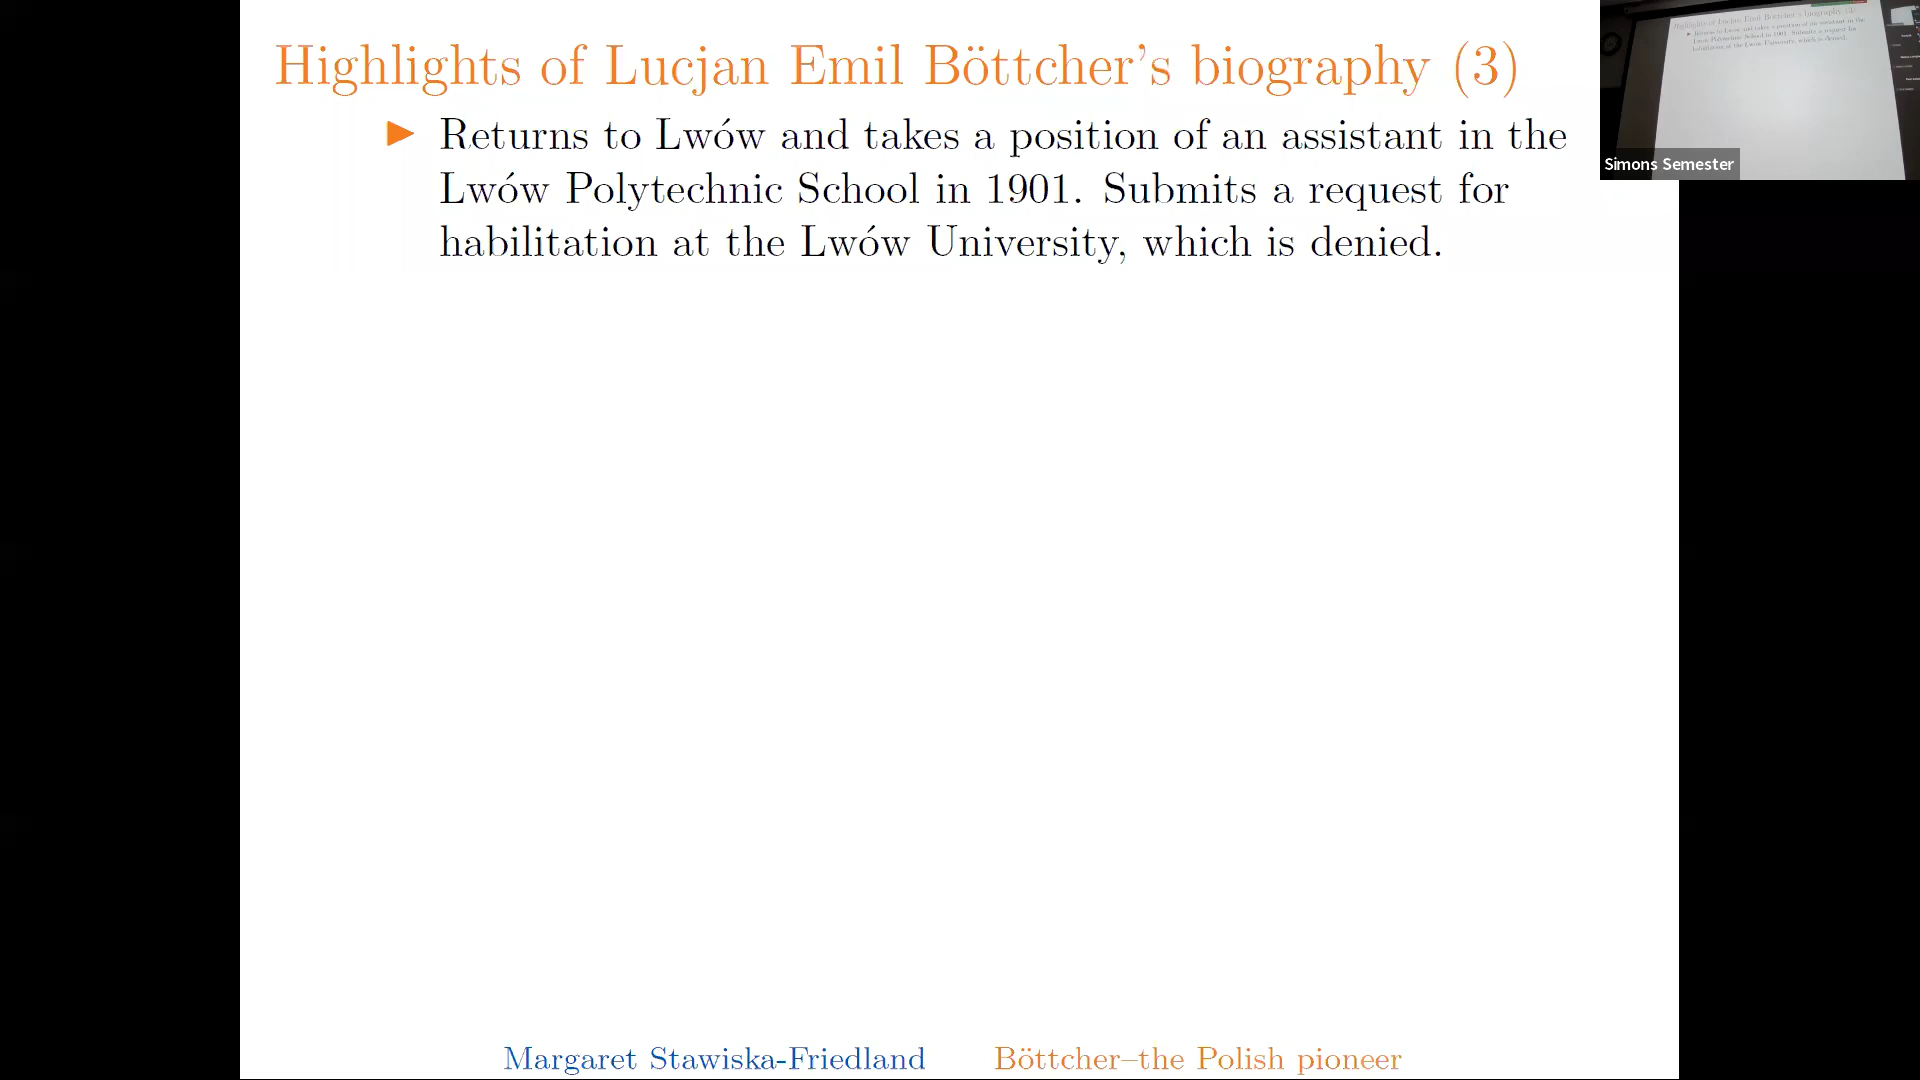 Highlights of Lucjan Emil Böttcher's biography (3)
▶ Returns to Lwów and takes a position of an assistant in the
Lwów Polytechnic School in 1901. Submits a request for
habilitation at the Lwów University, which is denied.
Simons Semester
Margaret Stawiska-Friedland Böttcher–the Polish pioneer